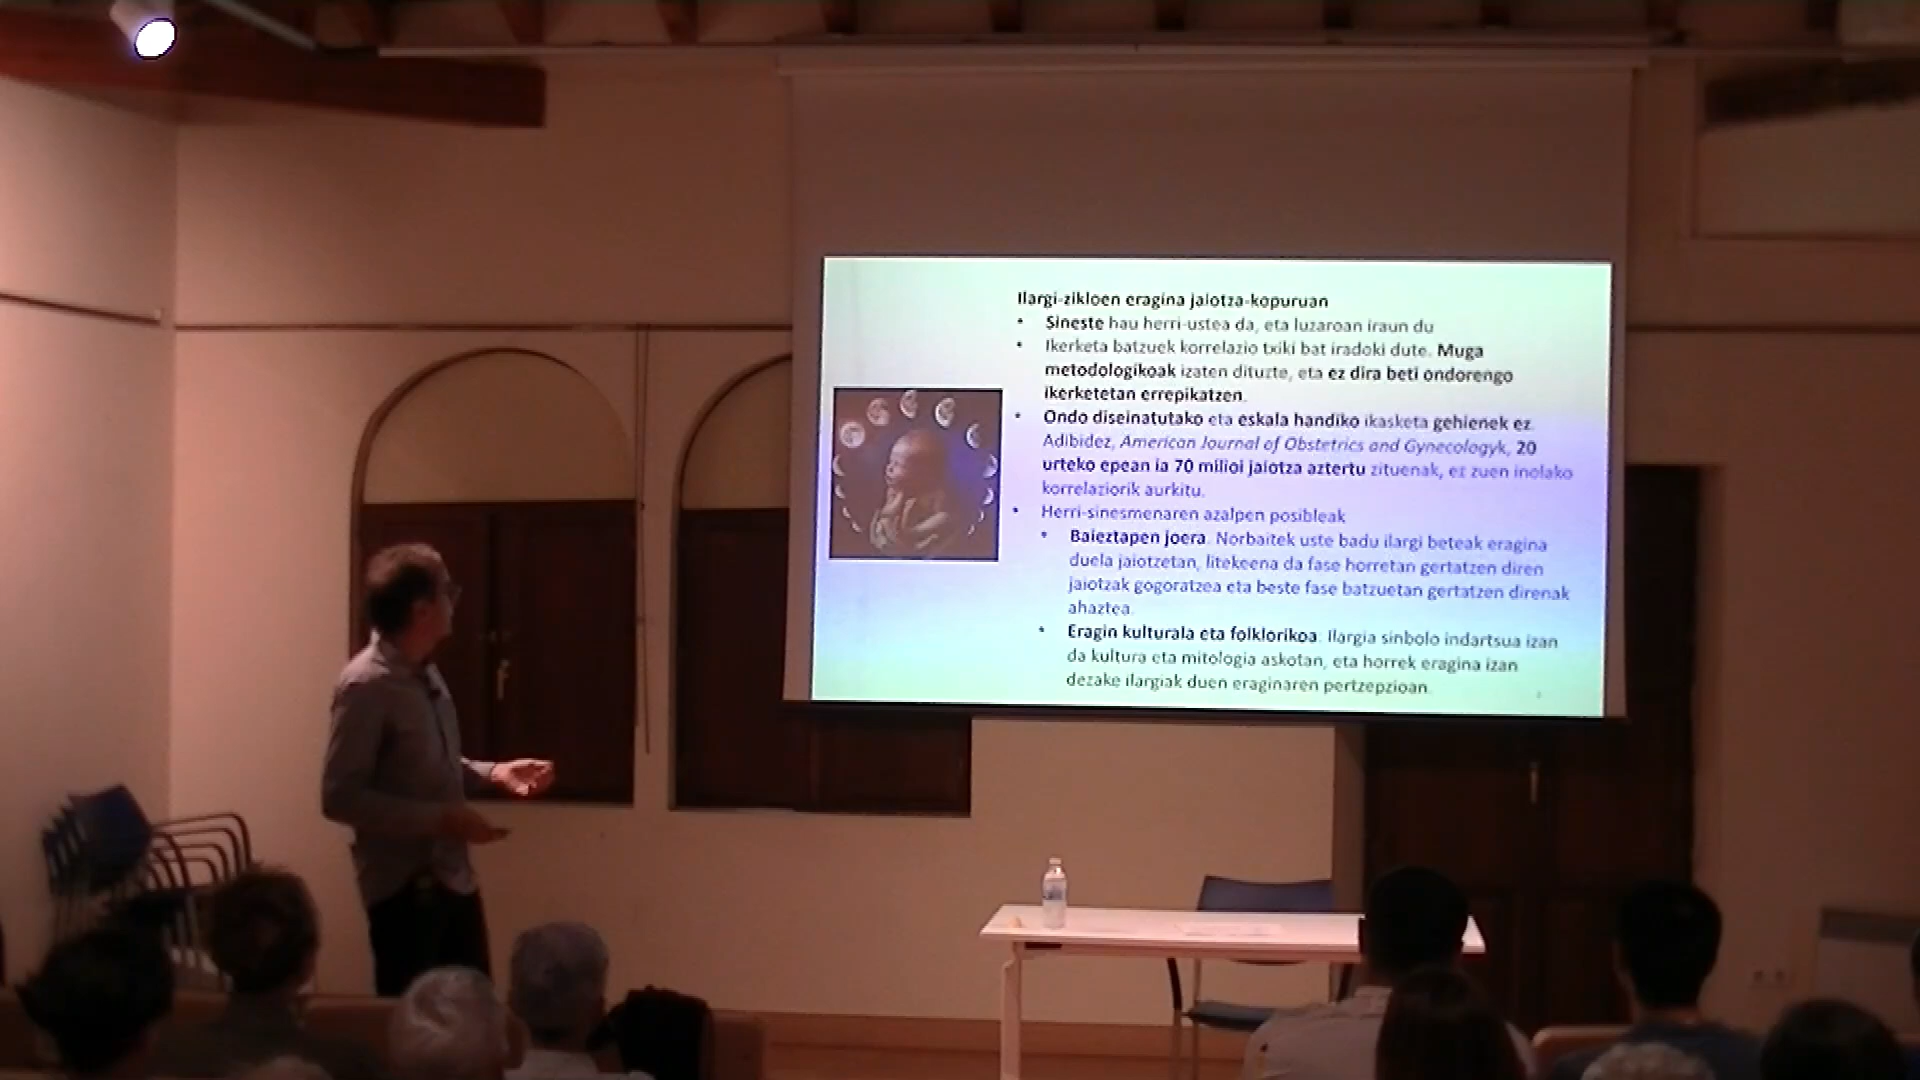 Ilargi-zikloen eragina jaiotza-kopuruan
• Sineste hau herri-ustea da, eta luzaroan iraun du
• Ikerketa batzuek korrelazio txiki bat iradoki dute. Muga
metodologikoak izaten dituzte, eta ez dira beti ondorengo
ikerketetan errepikatzen.
• Ondo diseinatutako eta eskala handiko ikasketa gehienek ez.
Adibidez, American Journal of Obstetrics and Gynecologyk, 20
urteko epean ia 70 milioi jaiotza aztertu zituenak, ez zuen inolako
korrelaziorik aurkitu.
• Herri-sinesmenaren azalpen posibleak
• Baieztapen joera. Norbaitek uste badu ilargi beteak eragina
duela jaiotzetan, litekeena da fase horretan gertatzen diren
jaiotzak gogoratzea eta beste fase batzuetan gertatzen direnak
ahaztea.
• Eragin kulturala eta folklorikoa. Ilargia sinbolo indartsua izan
da kultura eta mitologia askotan, eta horrek eragina izan
dezake ilargiak duen eraginaren pertzepzioan.